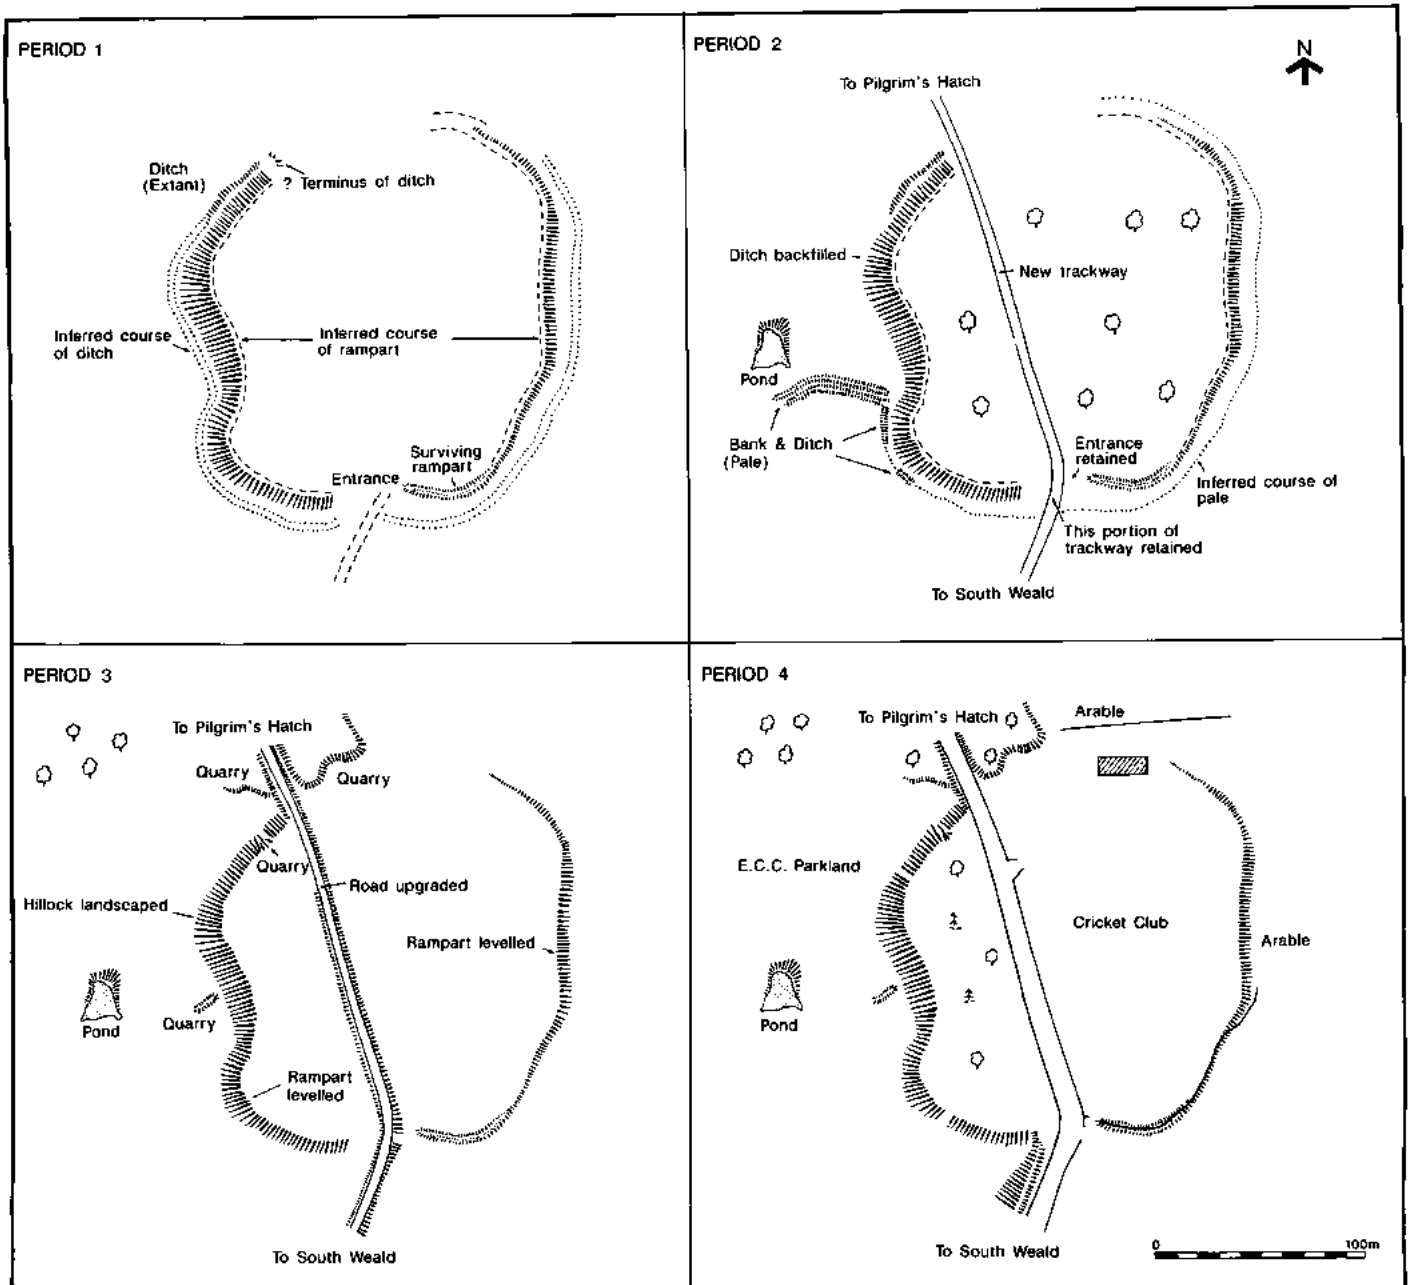 PERIOD 1
Ditch
(Extant)
? Terminus of ditch
Inferred course
of ditch
Inferred course
of rampart
Surviving
rampart
Entrance
PERIOD 2
N
To Pilgrim's Hatch
Ditch backfilled
New trackway
Pond
Bank & Ditch
(Pale)
Entrance
retained
Inferred course of
pale
This portion of
trackway retained
To South Weald
PERIOD 3
To Pilgrim's Hatch
Quarry
Quarry
Quarry
Road upgraded
Hillock landscaped
Rampart levelled
Pond
Quarry
Rampart
levelled
To South Weald
PERIOD 4
To Pilgrim's Hatch
Arable
E.C.C. Parkland
Cricket Club
Arable
Pond
To South Weald
0 100m